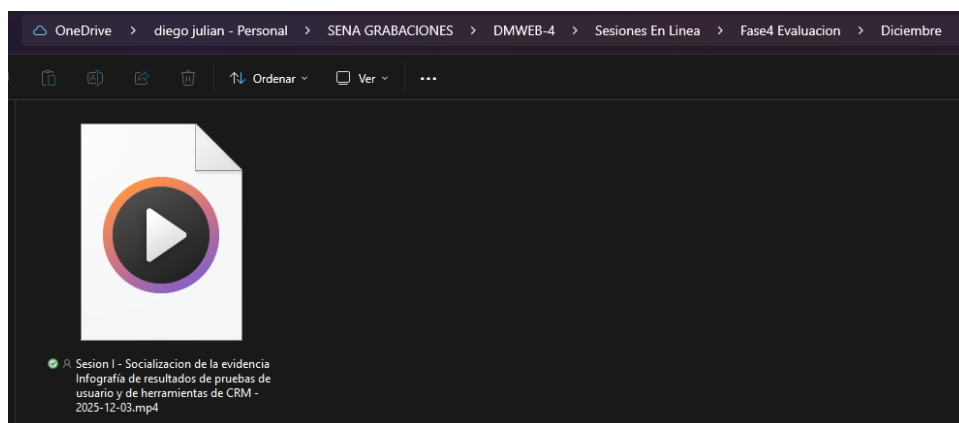 OneDrive > diego julian - Personal > SENA GRABACIONES > DMWEB-4 > Sesiones En Linea > Fase4 Evaluacion > Diciembre
Ordenar Ver ...
Sesion I - Socializacion de la evidencia
Infografía de resultados de pruebas de
usuario y de herramientas de CRM -
2025-12-03.mp4